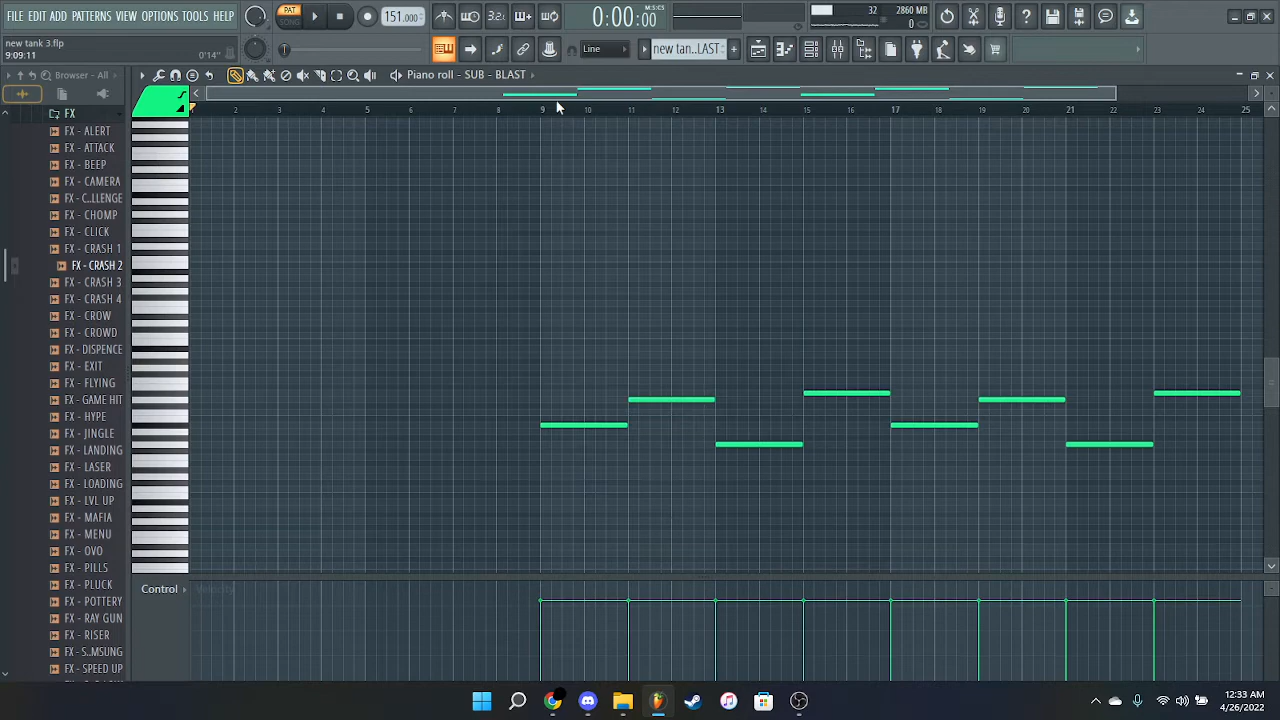 FILE EDIT ADD PATTERNS VIEW OPTIONS TOOLS HELP
PAT
SONG
151.000
3.2.
0:00:00
M:S:CS
32
2860 MB
0
new tank 3.flp
9:09:11
0'14"
Line
new tan..LAST
Browser - All
Piano roll - SUB - BLAST
FX
FX - ALERT
FX - ATTACK
FX - BEEP
FX - CAMERA
FX - C..LLENGE
FX - CHOMP
FX - CLICK
FX - CRASH 1
FX - CRASH 2
FX - CRASH 3
FX - CRASH 4
FX - CROW
FX - CROWD
FX - DISPENCE
FX - EXIT
FX - FLYING
FX - GAME HIT
FX - HYPE
FX - JINGLE
FX - LANDING
FX - LASER
FX - LOADING
FX - LVL UP
FX - MAFIA
FX - MENU
FX - OVO
FX - PILLS
FX - PLUCK
FX - POTTERY
FX - RAY GUN
FX - RISER
FX - S..MSUNG
FX - SPEED UP
2 3 4 5 6 7 8 9 10 11 12 13 14 15 16 17 18 19 20 21 22 23 24 25
Control
Velocity
12:33 AM
4/26/2022